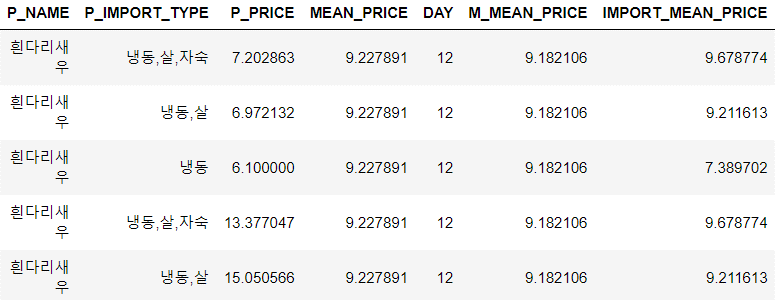 P_NAME P_IMPORT_TYPE P_PRICE MEAN_PRICE DAY M_MEAN_PRICE IMPORT_MEAN_PRICE
흰다리새
우 냉동,살,자숙 7.202863 9.227891 12 9.182106 9.678774
흰다리새
우 냉동,살 6.972132 9.227891 12 9.182106 9.211613
흰다리새
우 냉동 6.100000 9.227891 12 9.182106 7.389702
흰다리새
우 냉동,살,자숙 13.377047 9.227891 12 9.182106 9.678774
흰다리새
우 냉동,살 15.050566 9.227891 12 9.182106 9.211613